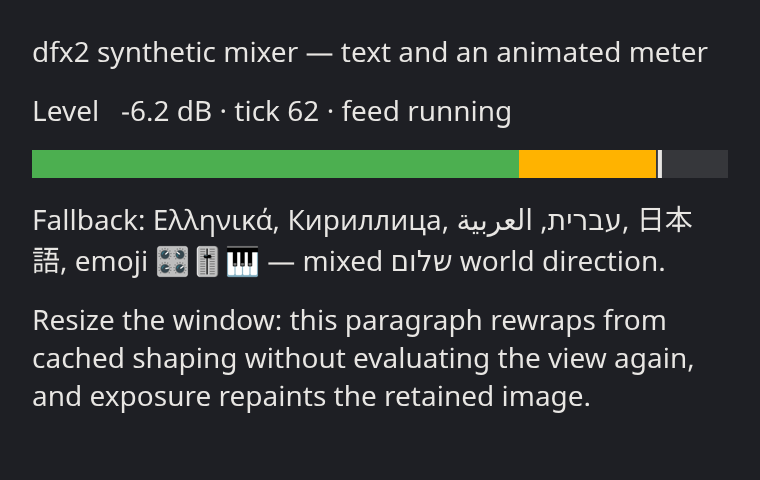 dfx2 synthetic mixer — text and an animated meter
Level -6.2 dB · tick 62 · feed running
Fallback: Ελληνικά, Кириллица, العربية, עברית, 日本
語, emoji 🎛🎚🎹 — mixed שלום world direction.
Resize the window: this paragraph rewraps from
cached shaping without evaluating the view again,
and exposure repaints the retained image.